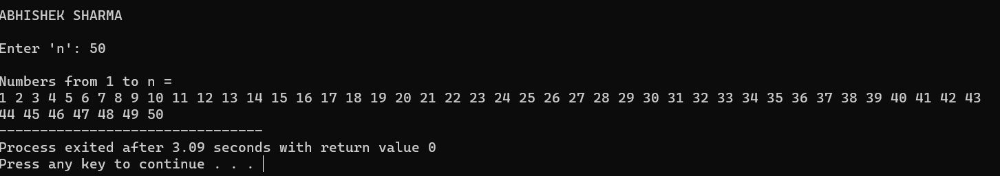 ABHISHEK SHARMA
Enter 'n': 50
Numbers from 1 to n =
1 2 3 4 5 6 7 8 9 10 11 12 13 14 15 16 17 18 19 20 21 22 23 24 25 26 27 28 29 30 31 32 33 34 35 36 37 38 39 40 41 42 43
44 45 46 47 48 49 50
--------------------------------
Process exited after 3.09 seconds with return value 0
Press any key to continue . . .